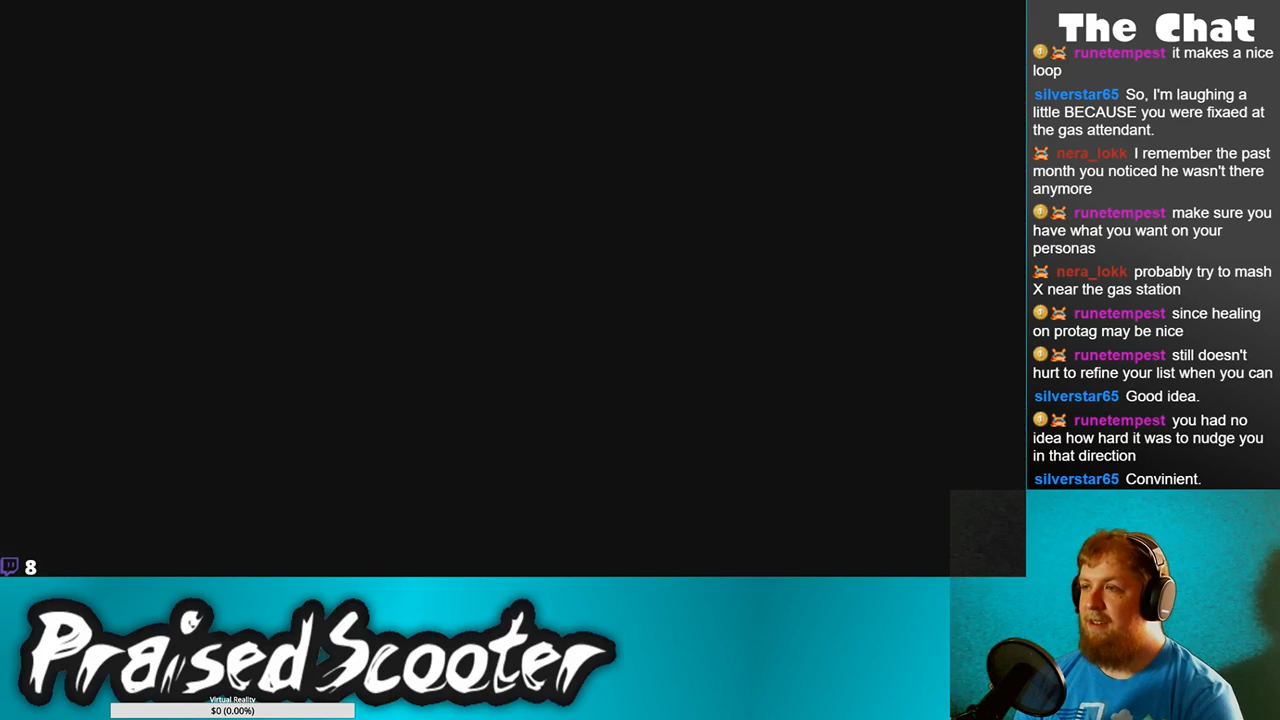 The Chat
runetempest it makes a nice
loop
silverstar65 So, I'm laughing a
little BECAUSE you were fixaed at
the gas attendant.
nera_lokk I remember the past
month you noticed he wasn't there
anymore
runetempest make sure you
have what you want on your
personas
nera_lokk probably try to mash
X near the gas station
runetempest since healing
on protag may be nice
runetempest still doesn't
hurt to refine your list when you can
silverstar65 Good idea.
runetempest you had no
idea how hard it was to nudge you
in that direction
silverstar65 Convinient.
8
PraisedScooter
Virtual Reality
$0 (0.00%)